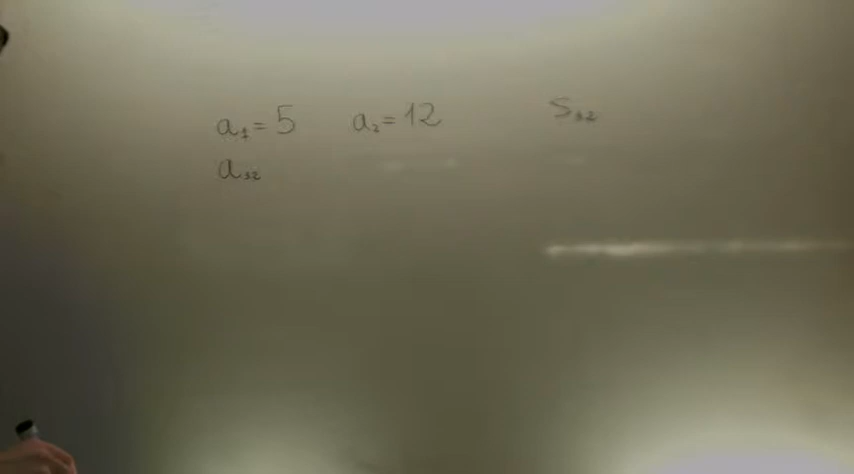 a₁ = 5 a₂ = 12 S₃₂
a₃₂